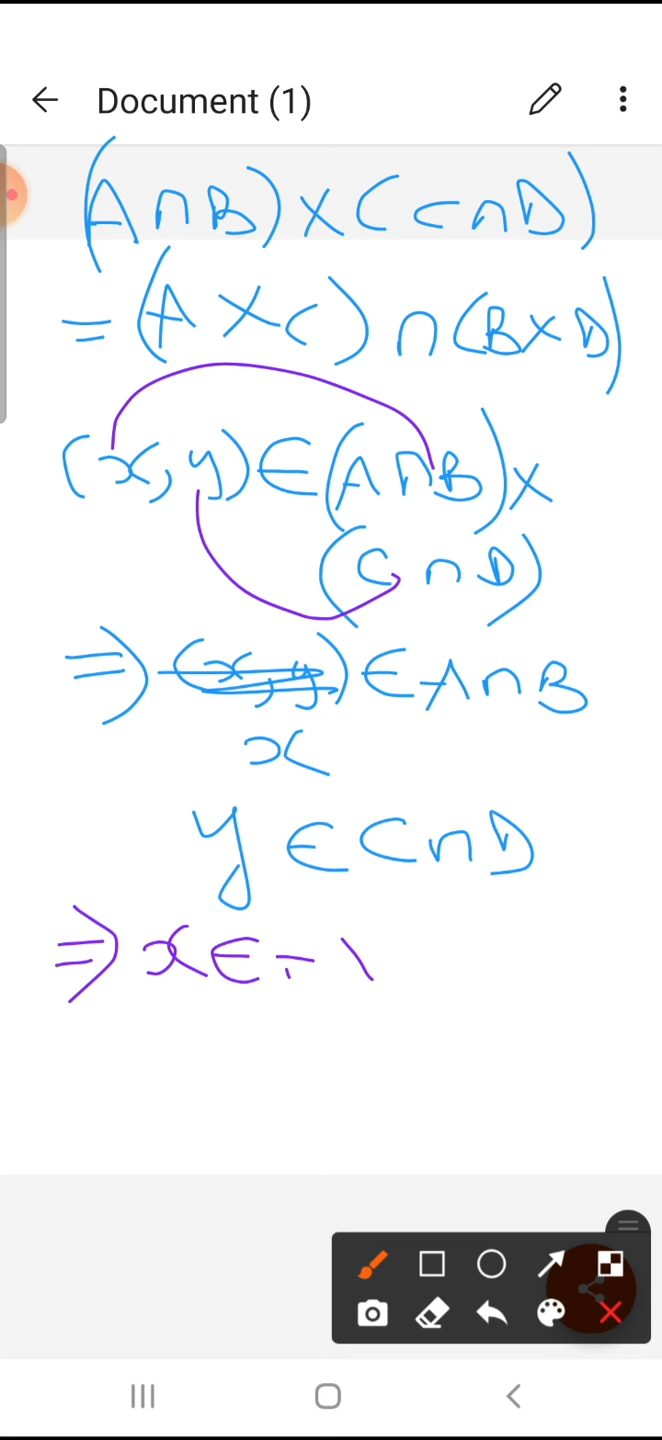 Document (1)
(A∩B)×(C∩D)
=(A×C)∩(B×D)
(x,y)∈(A∩B)×
(C∩D)
⇒(x,y)∈A∩B
x
y∈C∩D
⇒x∈